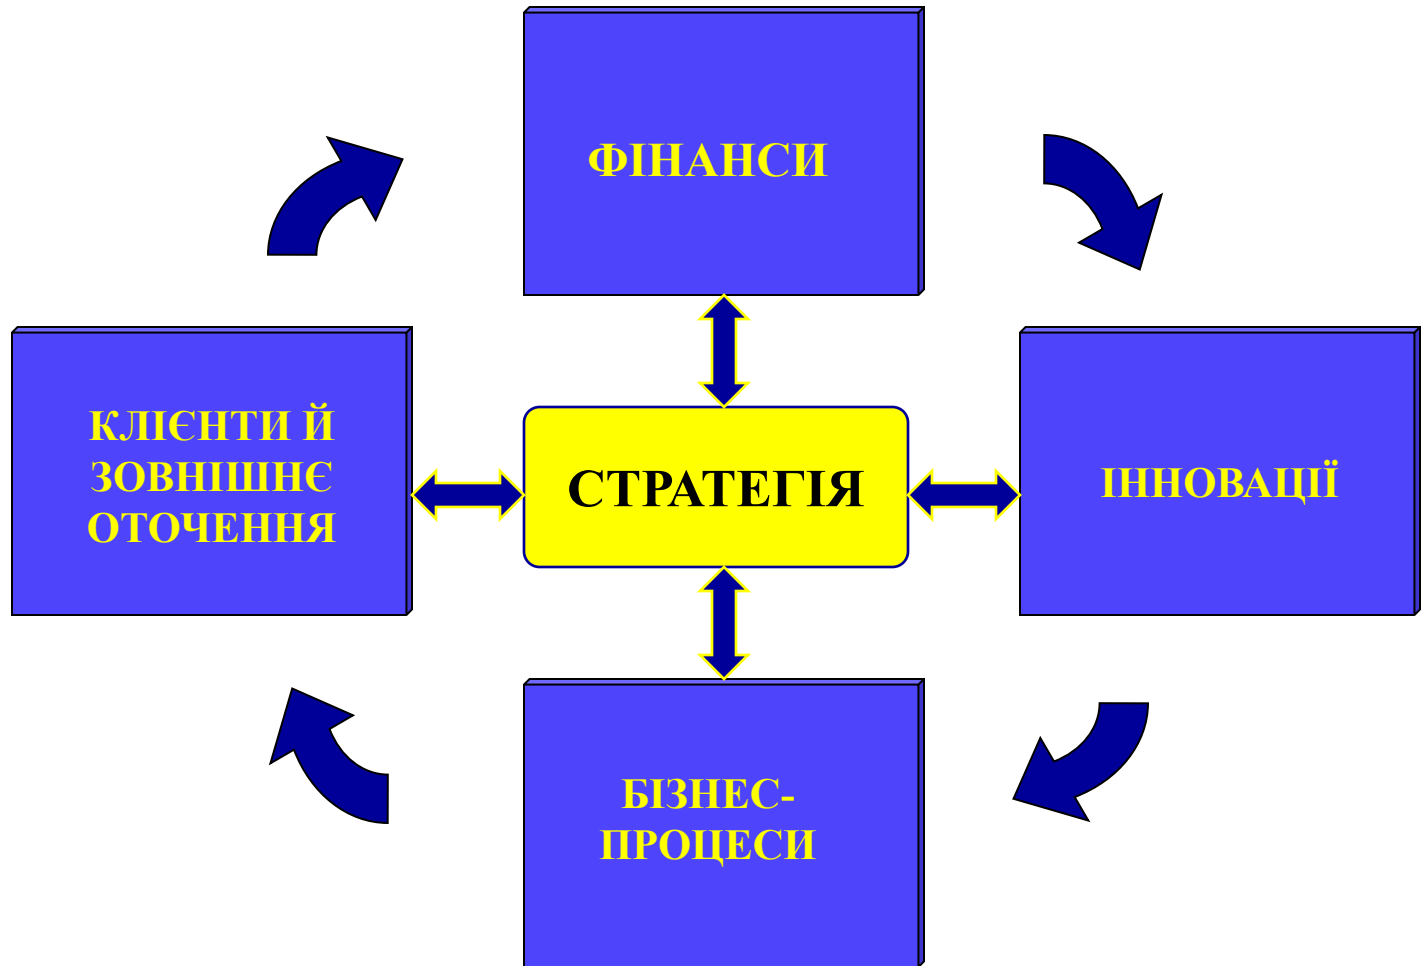 ФІНАНСИ
КЛІЄНТИ Й
ЗОВНІШНЄ
ОТОЧЕННЯ
СТРАТЕГІЯ
ІННОВАЦІЇ
БІЗНЕС-
ПРОЦЕСИ